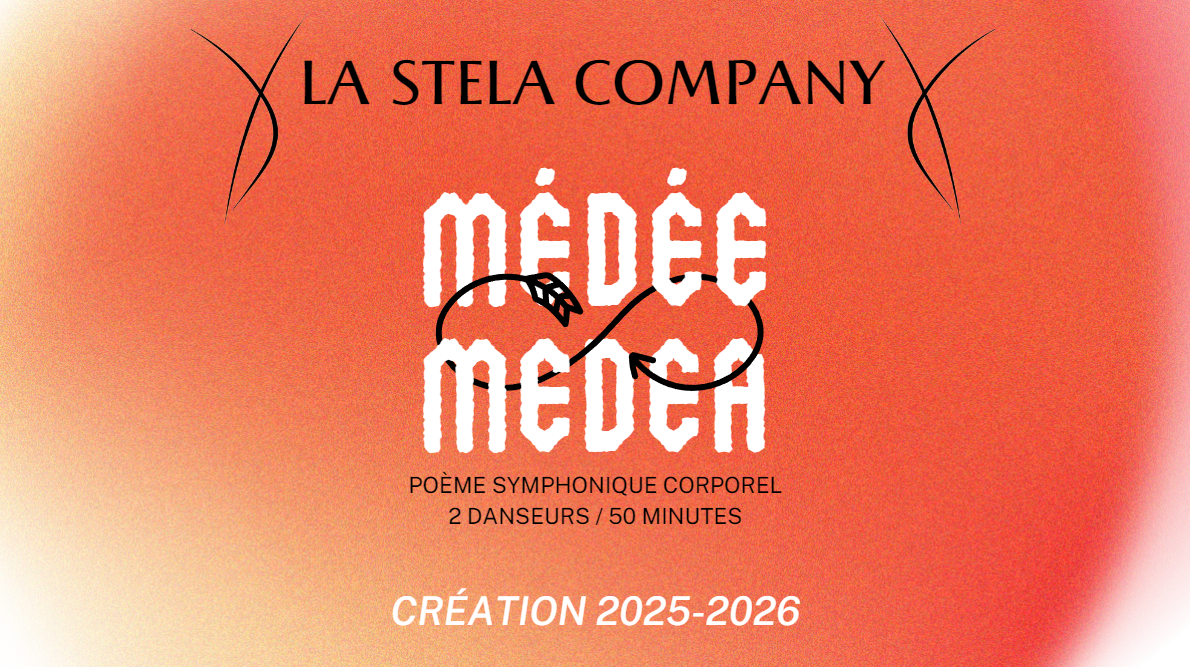 LA STELA COMPANY
MÉDÉE
MEDEA
POÈME SYMPHONIQUE CORPOREL
2 DANSEURS / 50 MINUTES
CRÉATION 2025-2026